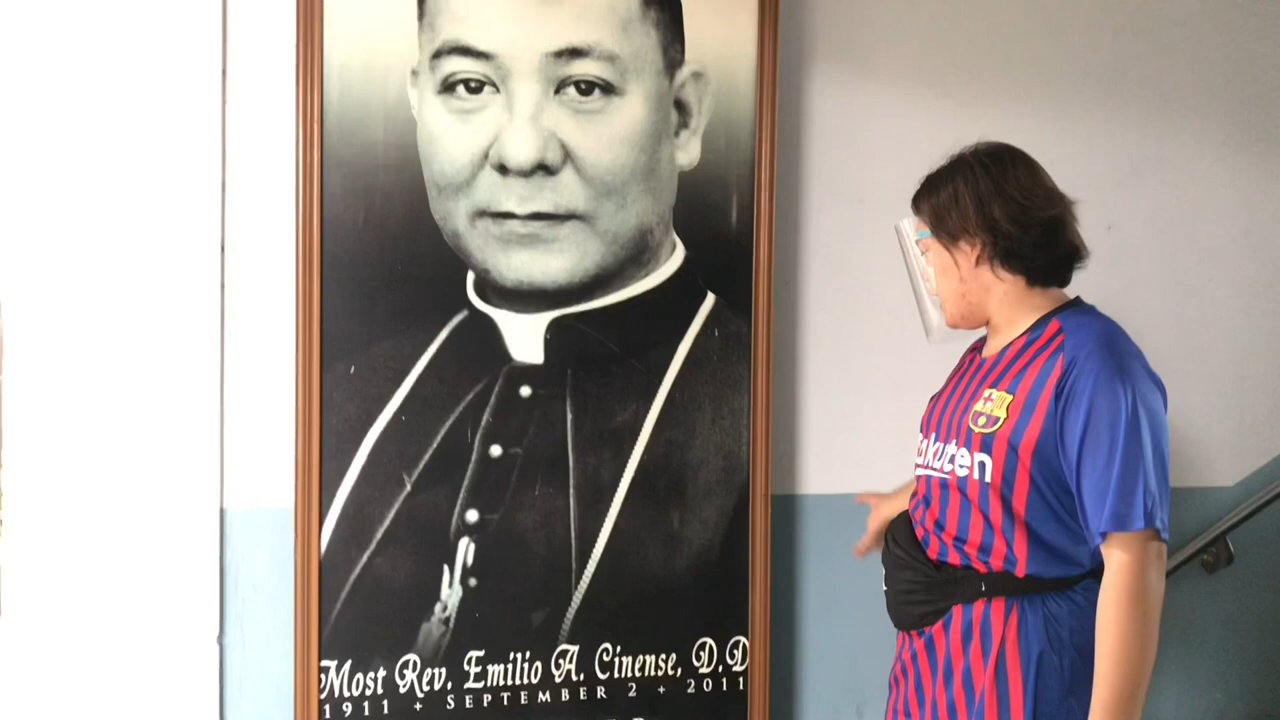 Most Rev. Emilio A. Cinense, D.D
1911 + SEPTEMBER 2 + 2011
Rakuten